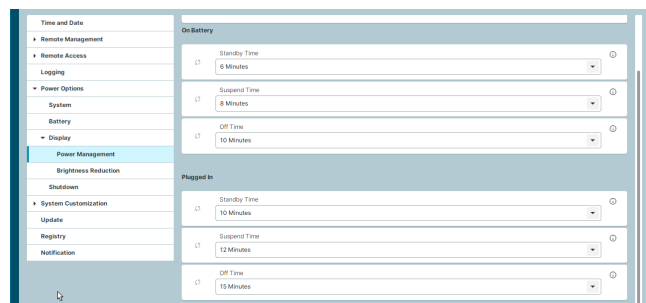 Time and Date
Remote Management
Remote Access
Logging
Power Options
System
Battery
Display
Power Management
Brightness Reduction
Shutdown
System Customization
Update
Registry
Notification
On Battery
Standby Time
6 Minutes
Suspend Time
8 Minutes
Off Time
10 Minutes
Plugged In
Standby Time
10 Minutes
Suspend Time
12 Minutes
Off Time
15 Minutes